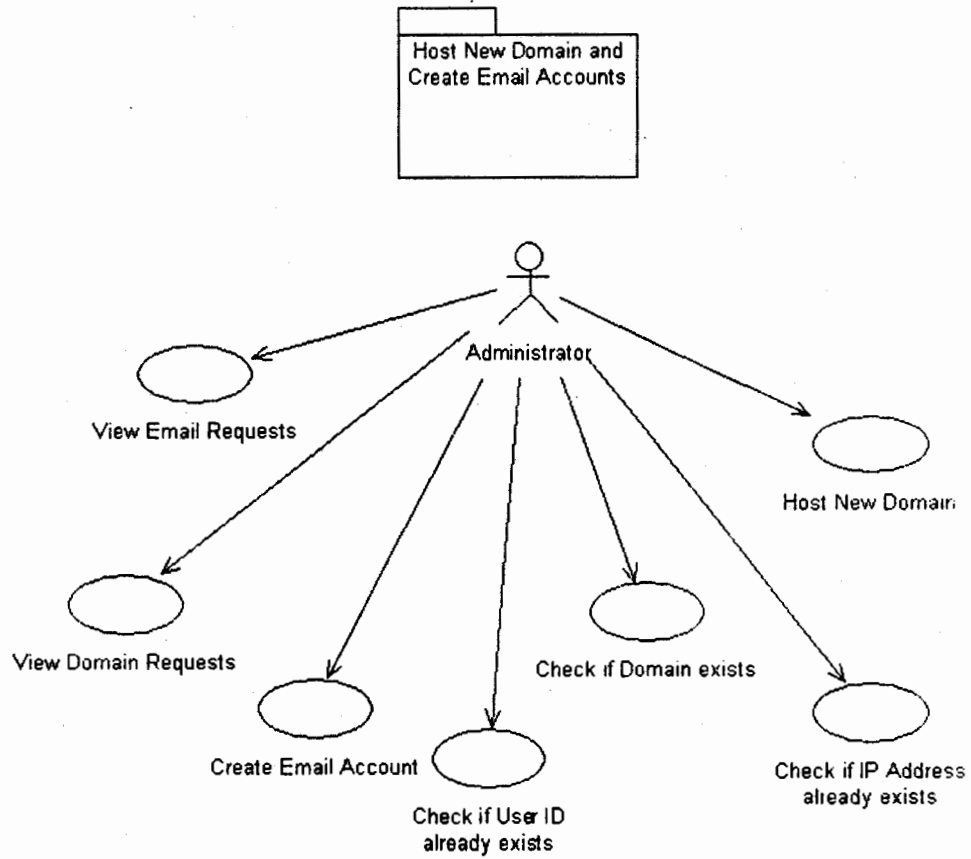 Host New Domain and
Create Email Accounts
Administrator
View Email Requests
Host New Domain
View Domain Requests
Check if Domain exists
Create Email Account
Check if IP Address
already exists
Check if User ID
already exists